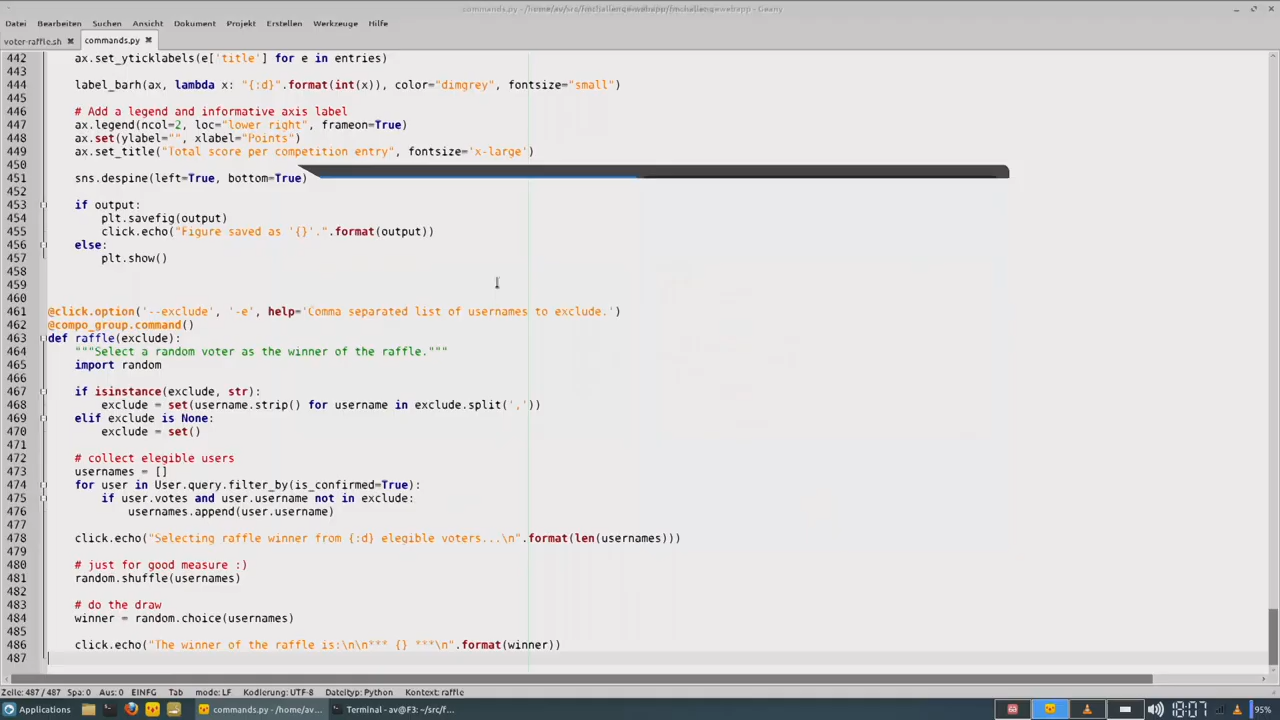 commands.py - /home/av/src/fmchallengewebapp/fmchallengewebapp - Geany
Datei Bearbeiten Suchen Ansicht Dokument Projekt Erstellen Werkzeuge Hilfe
voter-raffle.sh commands.py
442 ax.set_yticklabels(e['title'] for e in entries)
443
444 label_barh(ax, lambda x: "{:d}".format(int(x)), color="dimgrey", fontsize="small")
445
446 # Add a legend and informative axis label
447 ax.legend(ncol=2, loc="lower right", frameon=True)
448 ax.set(ylabel="", xlabel="Points")
449 ax.set_title("Total score per competition entry", fontsize='x-large')
450
451 sns.despine(left=True, bottom=True)
452
453 if output:
454 plt.savefig(output)
455 click.echo("Figure saved as '{}'.".format(output))
456 else:
457 plt.show()
458
459
460
461 @click.option('--exclude', '-e', help='Comma separated list of usernames to exclude.')
462 @compo_group.command()
463 def raffle(exclude):
464 """Select a random voter as the winner of the raffle."""
465 import random
466
467 if isinstance(exclude, str):
468 exclude = set(username.strip() for username in exclude.split(','))
469 elif exclude is None:
470 exclude = set()
471
472 # collect elegible users
473 usernames = []
474 for user in User.query.filter_by(is_confirmed=True):
475 if user.votes and user.username not in exclude:
476 usernames.append(user.username)
477
478 click.echo("Selecting raffle winner from {:d} elegible voters...\n".format(len(usernames)))
479
480 # just for good measure :)
481 random.shuffle(usernames)
482
483 # do the draw
484 winner = random.choice(usernames)
485
486 click.echo("The winner of the raffle is:\n\n*** {} ***\n".format(winner))
487
Zeile: 487 / 487 Spa: 0 Aus: 0 EINFG Tab mode: LF Kodierung: UTF-8 Dateityp: Python Kontext: raffle
Applications commands.py - /home/av... Terminal - av@F3: ~/src/f... 18:07 95%